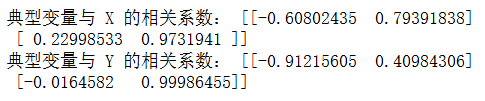 典型变量与 X 的相关系数: [[-0.60802435  0.79391838]
 [ 0.22998533  0.9731941 ]]
典型变量与 Y 的相关系数: [[-0.91215605  0.40984306]
 [-0.0164582   0.99986455]]